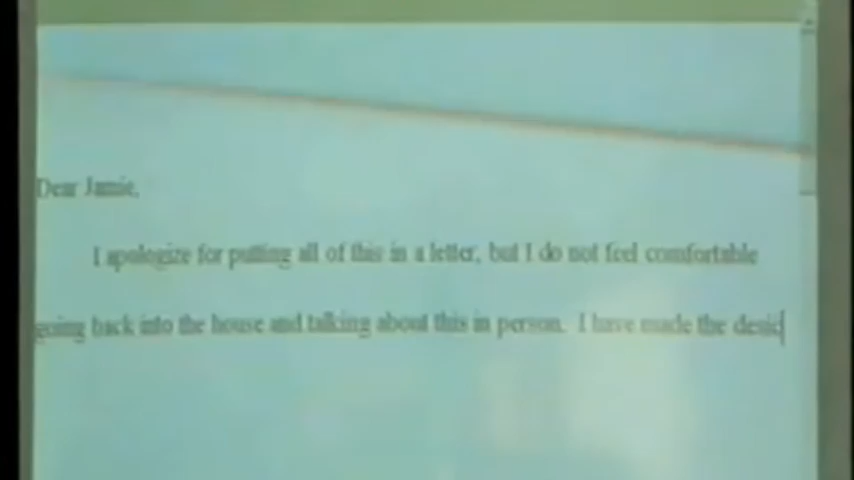 Dear Jamie,
I apologize for putting all of this in a letter, but I do not feel comfortable
going back into the house and talking about this in person. I have made the desic